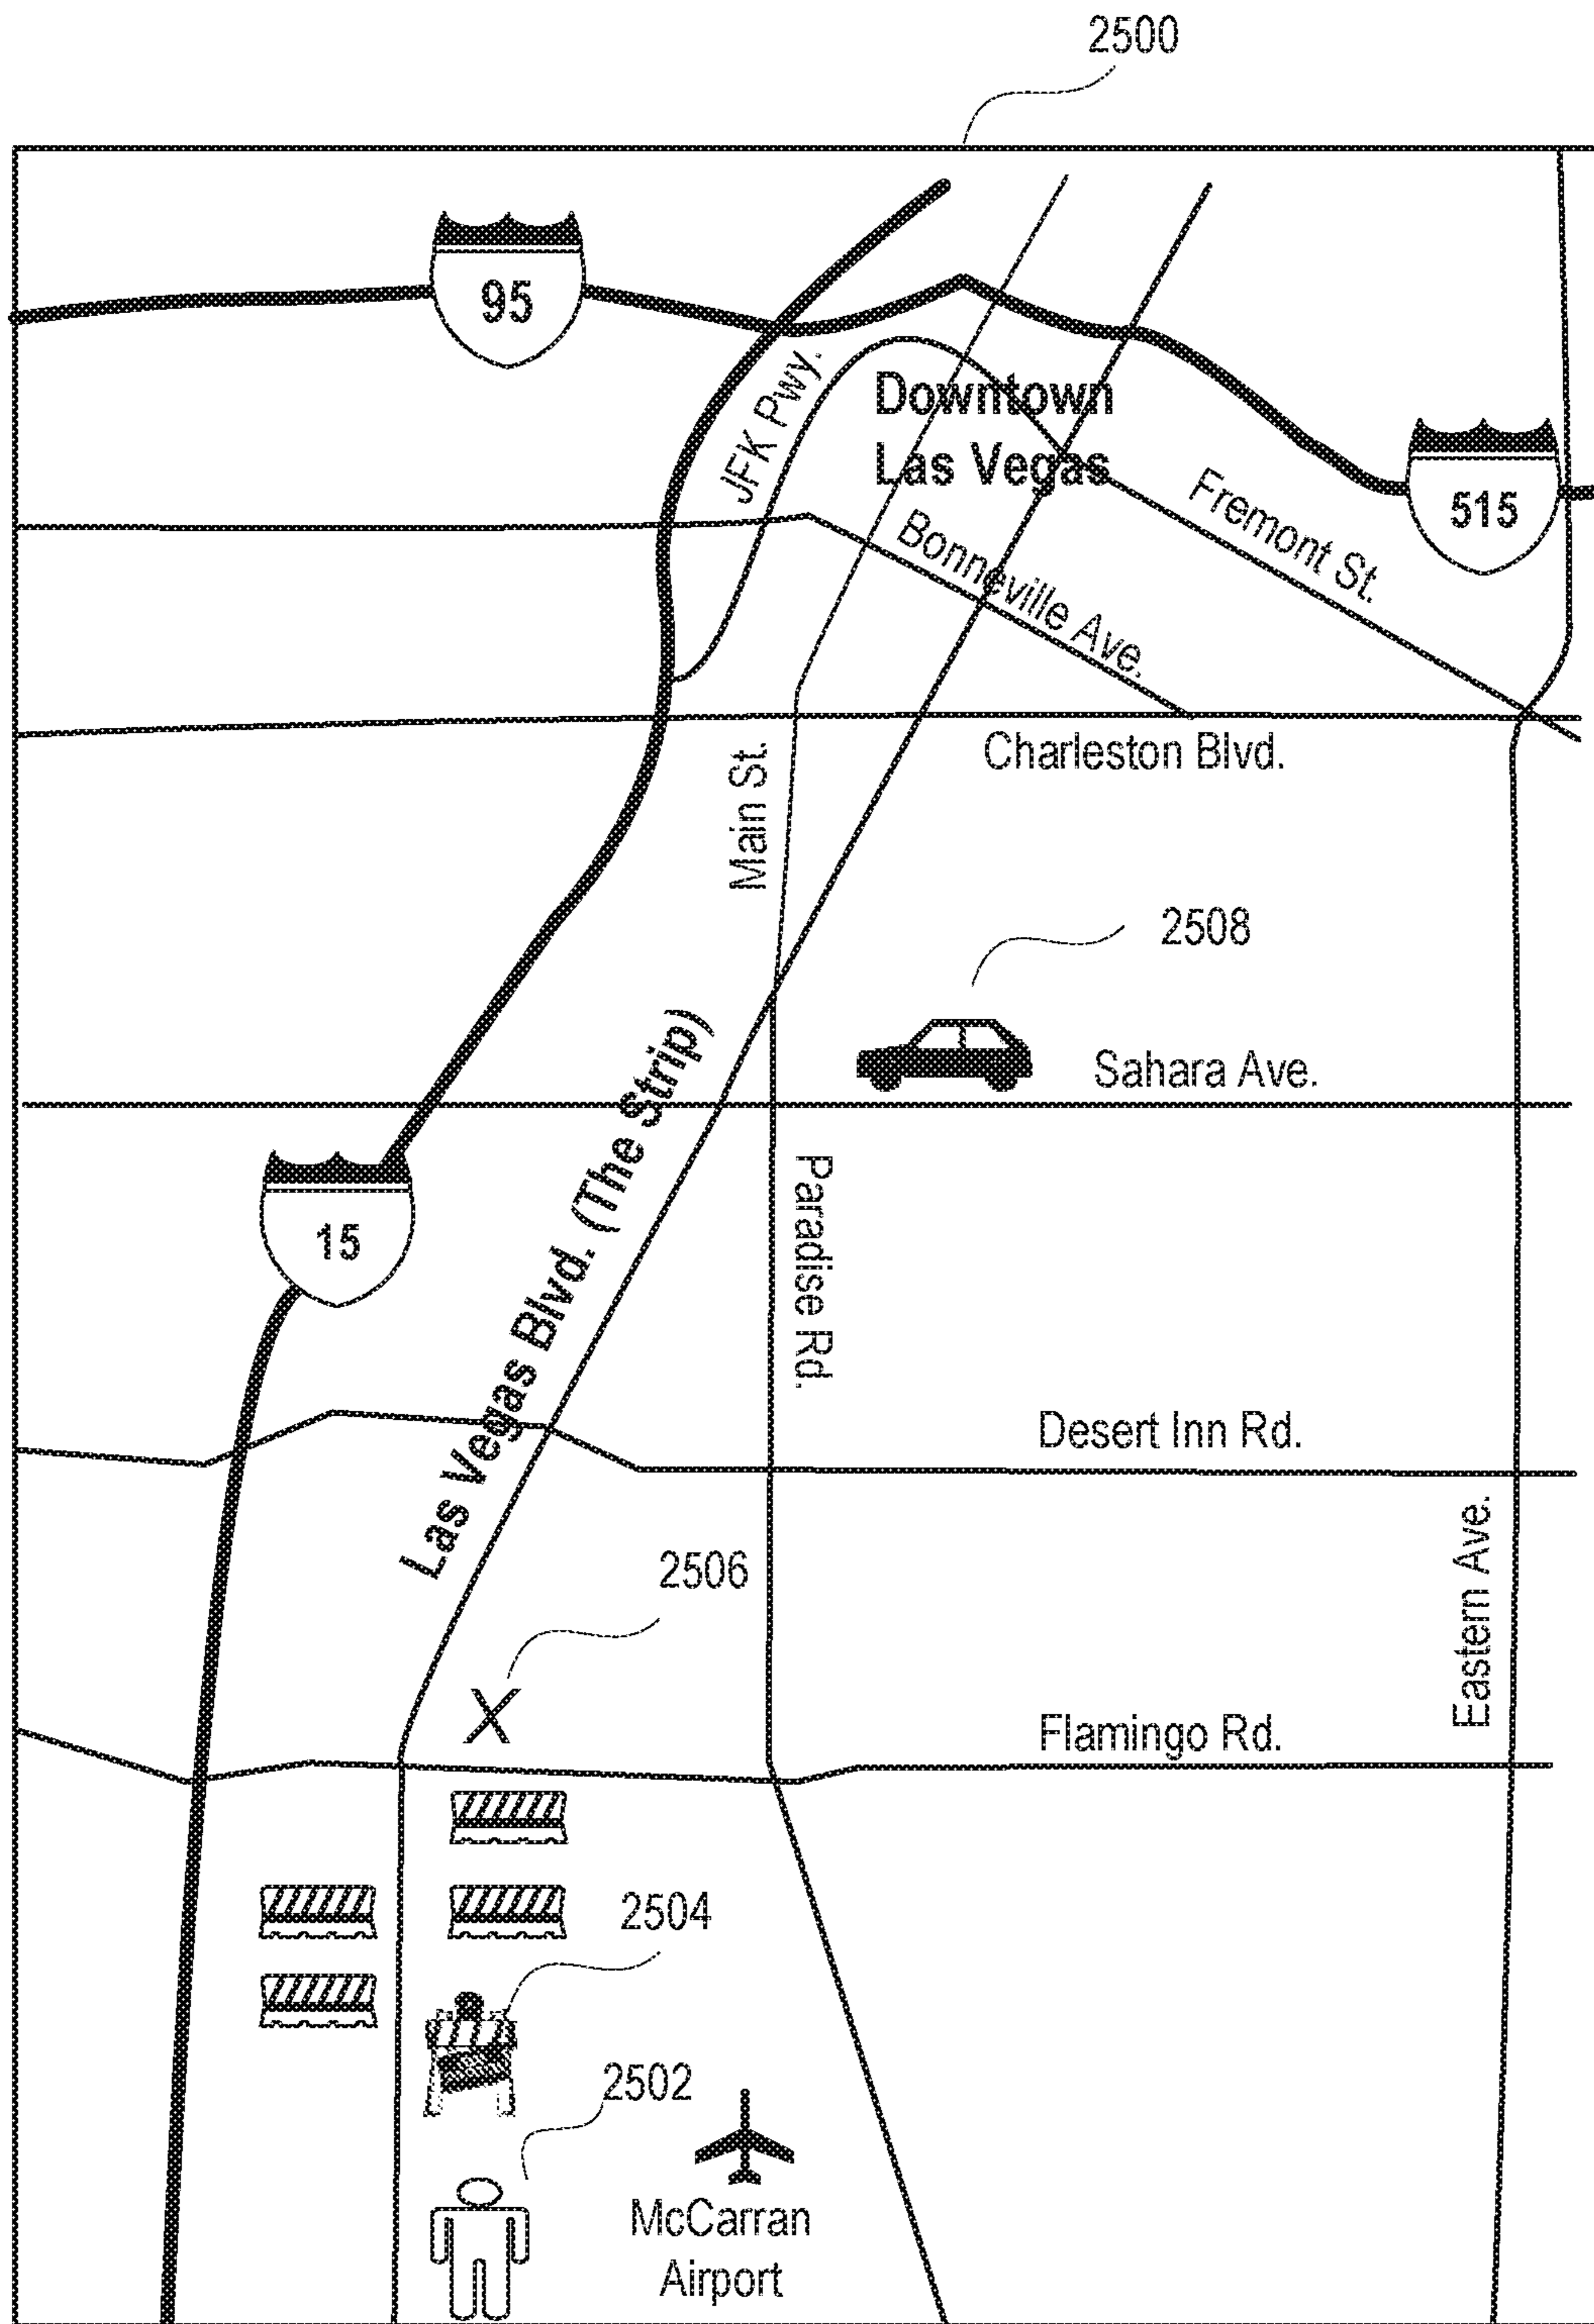 2500
95
JFK Pwy.
Downtown
Las Vegas
Fremont St.
515
Bonneville Ave.
Charleston Blvd.
Main St.
2508
Sahara Ave.
Las Vegas Blvd. (The Strip)
15
Paradise Rd.
Desert Inn Rd.
Eastern Ave.
2506
X
Flamingo Rd.
2504
2502
McCarran
Airport